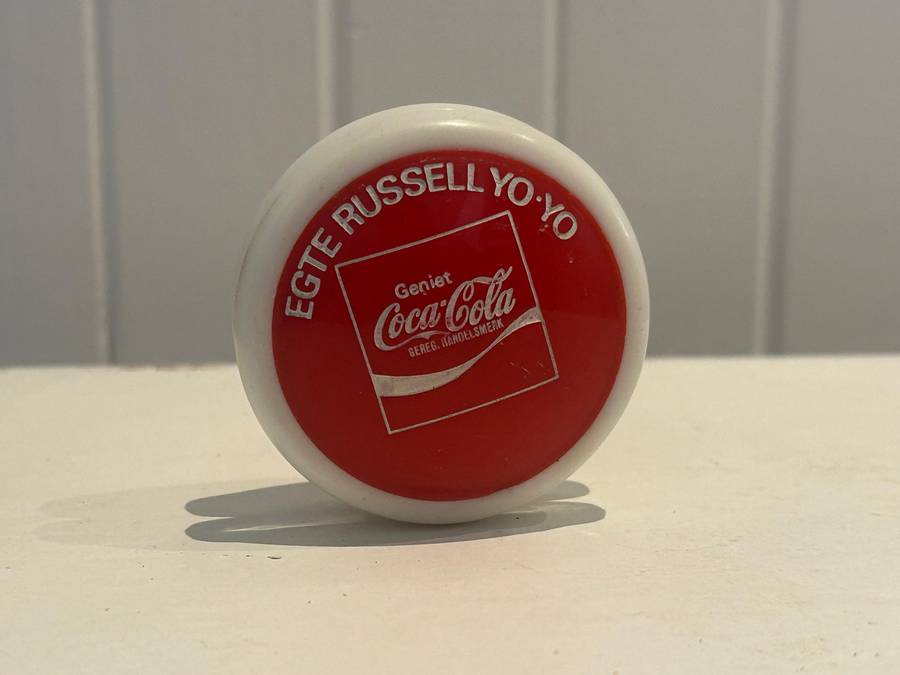 EGTE RUSSELL YO-YO
Geniet
Coca-Cola
GEREG. HANDELSMERK